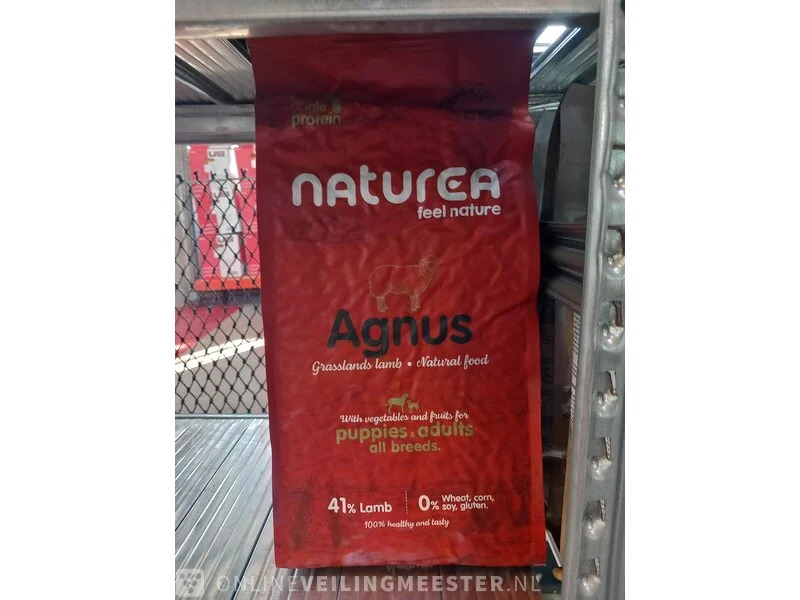 single
protein
naturea
feel nature
Agnus
Grasslands lamb • Natural food
With vegetables and fruits for
puppies & adults
all breeds.
41% Lamb
0% Wheat, corn,
soy, gluten.
100% healthy and tasty
ONLINEVEILINGMEESTER.NL